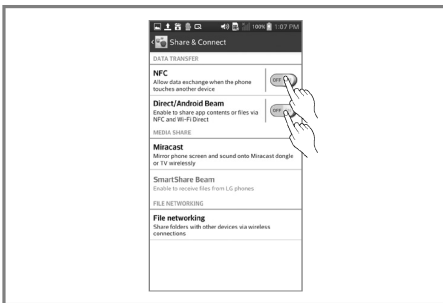 100% 1:07 PM
Share & Connect
DATA TRANSFER
NFC
Allow data exchange when the phone
touches another device
OFF
Direct/Android Beam
Enable to share app contents or files via
NFC and Wi-Fi Direct
OFF
MEDIA SHARE
Miracast
Mirror phone screen and sound onto Miracast dongle
or TV wirelessly
SmartShare Beam
Enable to receive files from LG phones.
FILE NETWORKING
File networking
Share folders with other devices via wireless
connections